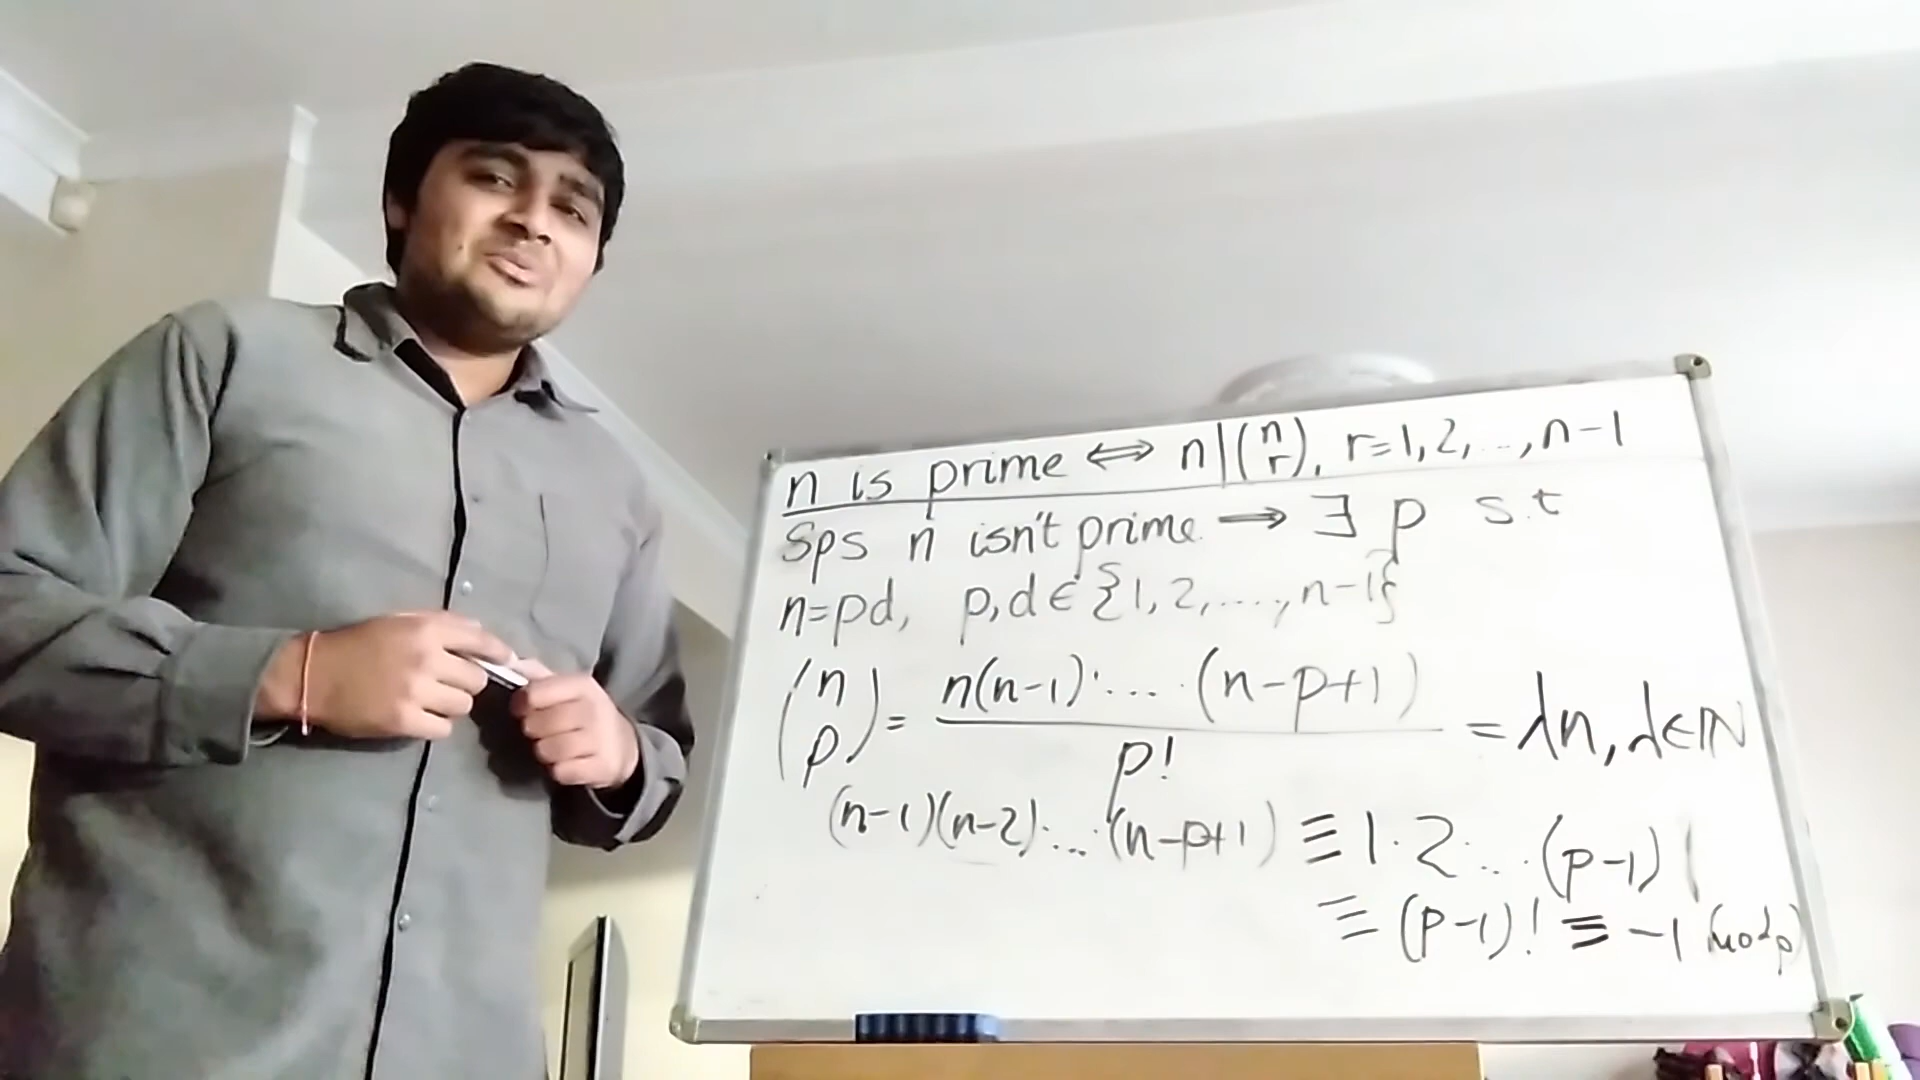 n is prime ⟺ n|(n r), r=1,2,...,n-1
Sps n isn't prime ⟹ ∃ p s.t
n=pd, p,d∈{1,2,....,n-1}
(n p) = n(n-1)·...·(n-p+1) / p! = λn, λ∈ℕ
(n-1)(n-2)·...·(n-p+1) ≡ 1·2·...·(p-1)
≡ (p-1)! ≡ -1 (mod p)